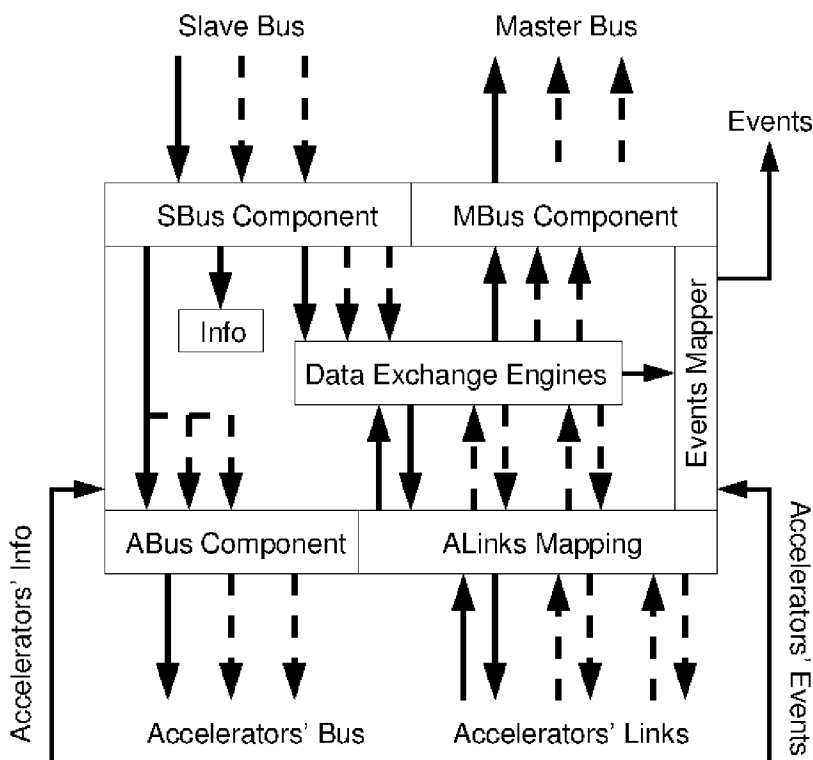 Slave Bus
Master Bus
Events
SBus Component
MBus Component
Info
Data Exchange Engines
Events Mapper
ABus Component
ALinks Mapping
Accelerators' Info
Accelerators' Events
Accelerators' Bus
Accelerators' Links